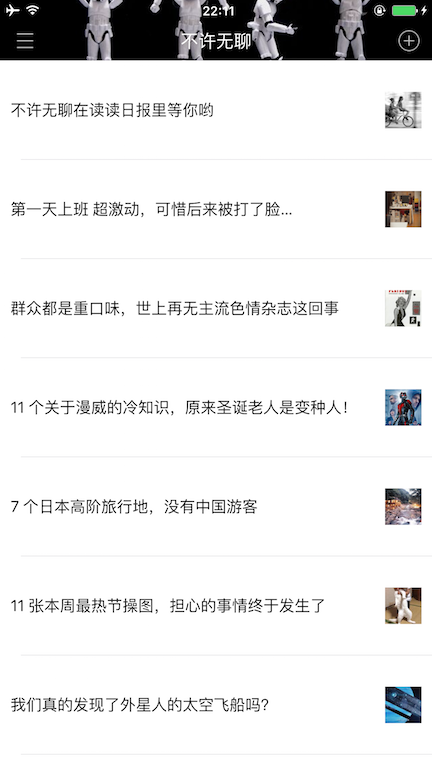 22:11
不许无聊
不许无聊在读读日报里等你哟
第一天上班 超激动，可惜后来被打了脸...
群众都是重口味，世上再无主流色情杂志这回事
11 个关于漫威的冷知识，原来圣诞老人是变种人！
7 个日本高阶旅行地，没有中国游客
11 张本周最热节操图，担心的事情终于发生了
我们真的发现了外星人的太空飞船吗？